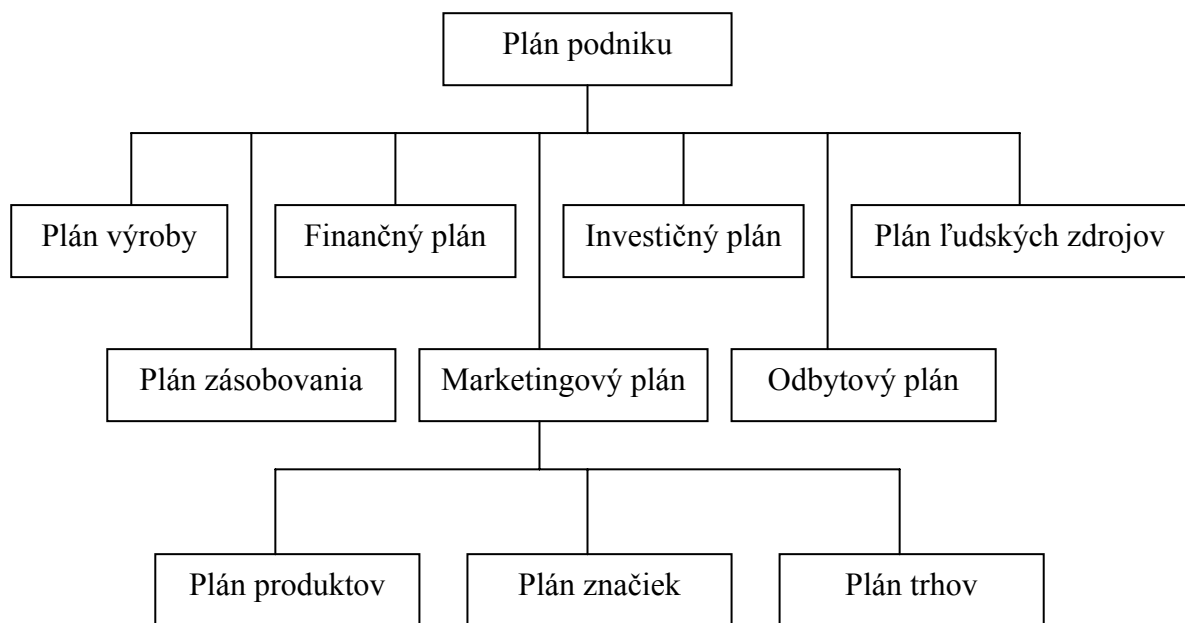 Plán podniku
Plán výroby
Finančný plán
Investičný plán
Plán ľudských zdrojov
Plán zásobovania
Marketingový plán
Odbytový plán
Plán produktov
Plán značiek
Plán trhov